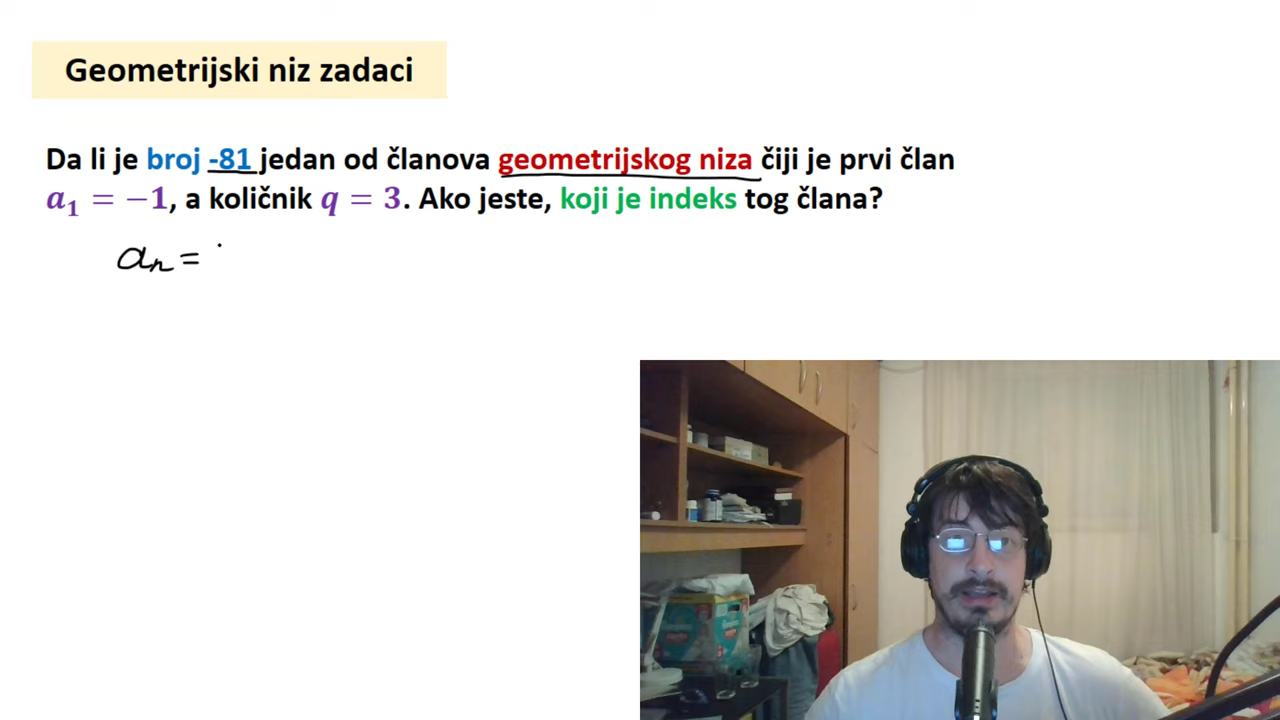 Geometrijski niz zadaci
Da li je broj -81 jedan od članova geometrijskog niza čiji je prvi član
a₁ = −1, a količnik q = 3. Ako jeste, koji je indeks tog člana?
aₙ =